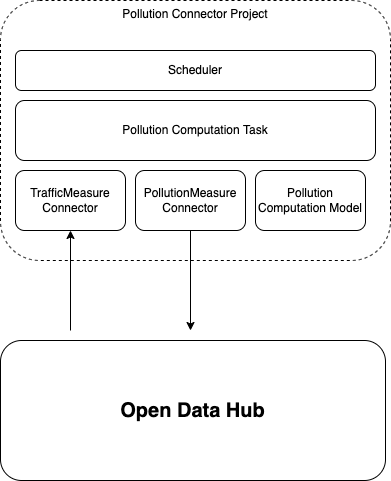 Pollution Connector Project
Scheduler
Pollution Computation Task
TrafficMeasure
Connector
PollutionMeasure
Connector
Pollution
Computation Model
Open Data Hub